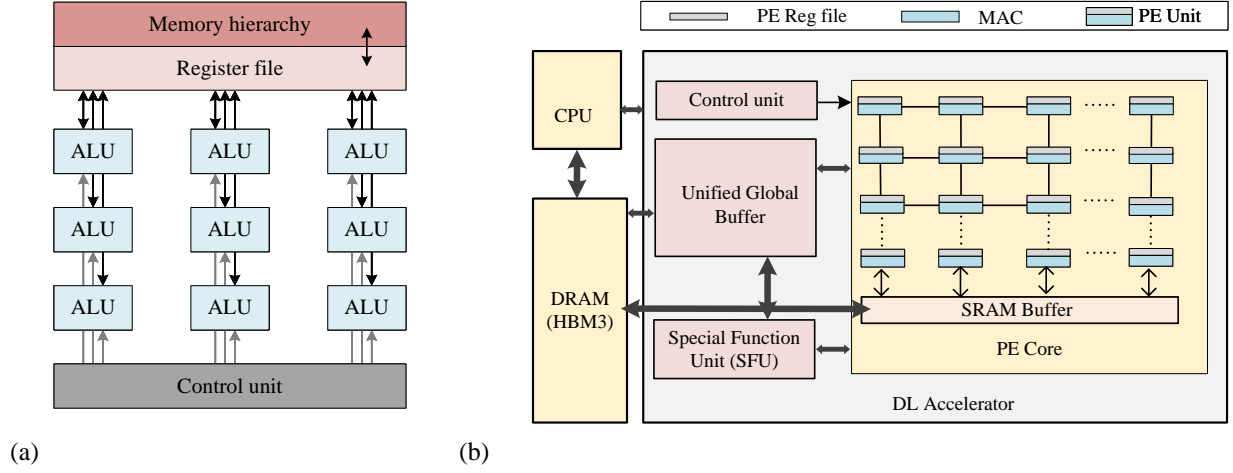 Memory hierarchy
Register file
ALU ALU ALU
ALU ALU ALU
ALU ALU ALU
Control unit
(a)
PE Reg file MAC PE Unit
CPU
DRAM
(HBM3)
Control unit
Unified Global
Buffer
Special Function
Unit (SFU)
SRAM Buffer
PE Core
DL Accelerator
(b)